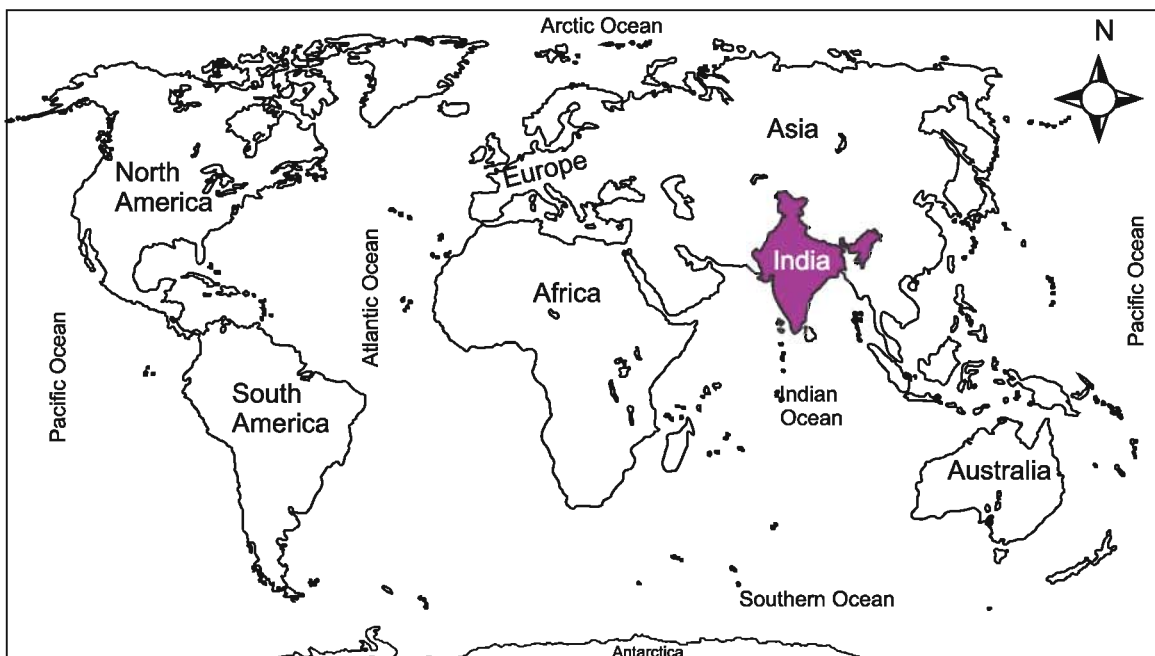 Arctic Ocean
N
Asia
Europe
North
America
India
Africa
Atlantic Ocean
Pacific Ocean
Pacific Ocean
South
America
Indian
Ocean
Australia
Southern Ocean
Antarctica